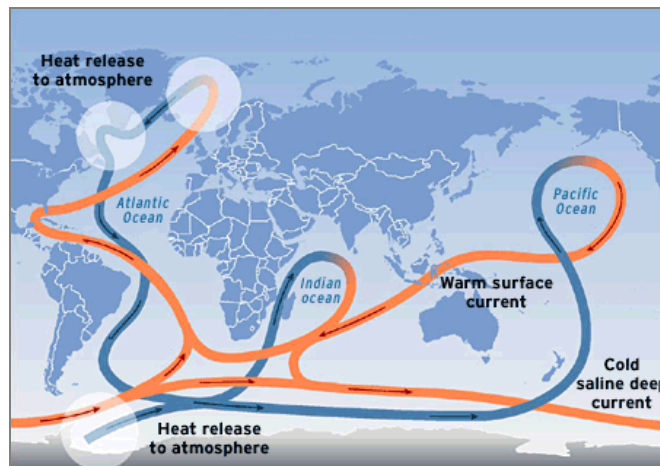 Heat release
to atmosphere
Atlantic
Ocean
Pacific
Ocean
Indian
ocean
Warm surface
current
Cold
saline deep
current
Heat release
to atmosphere